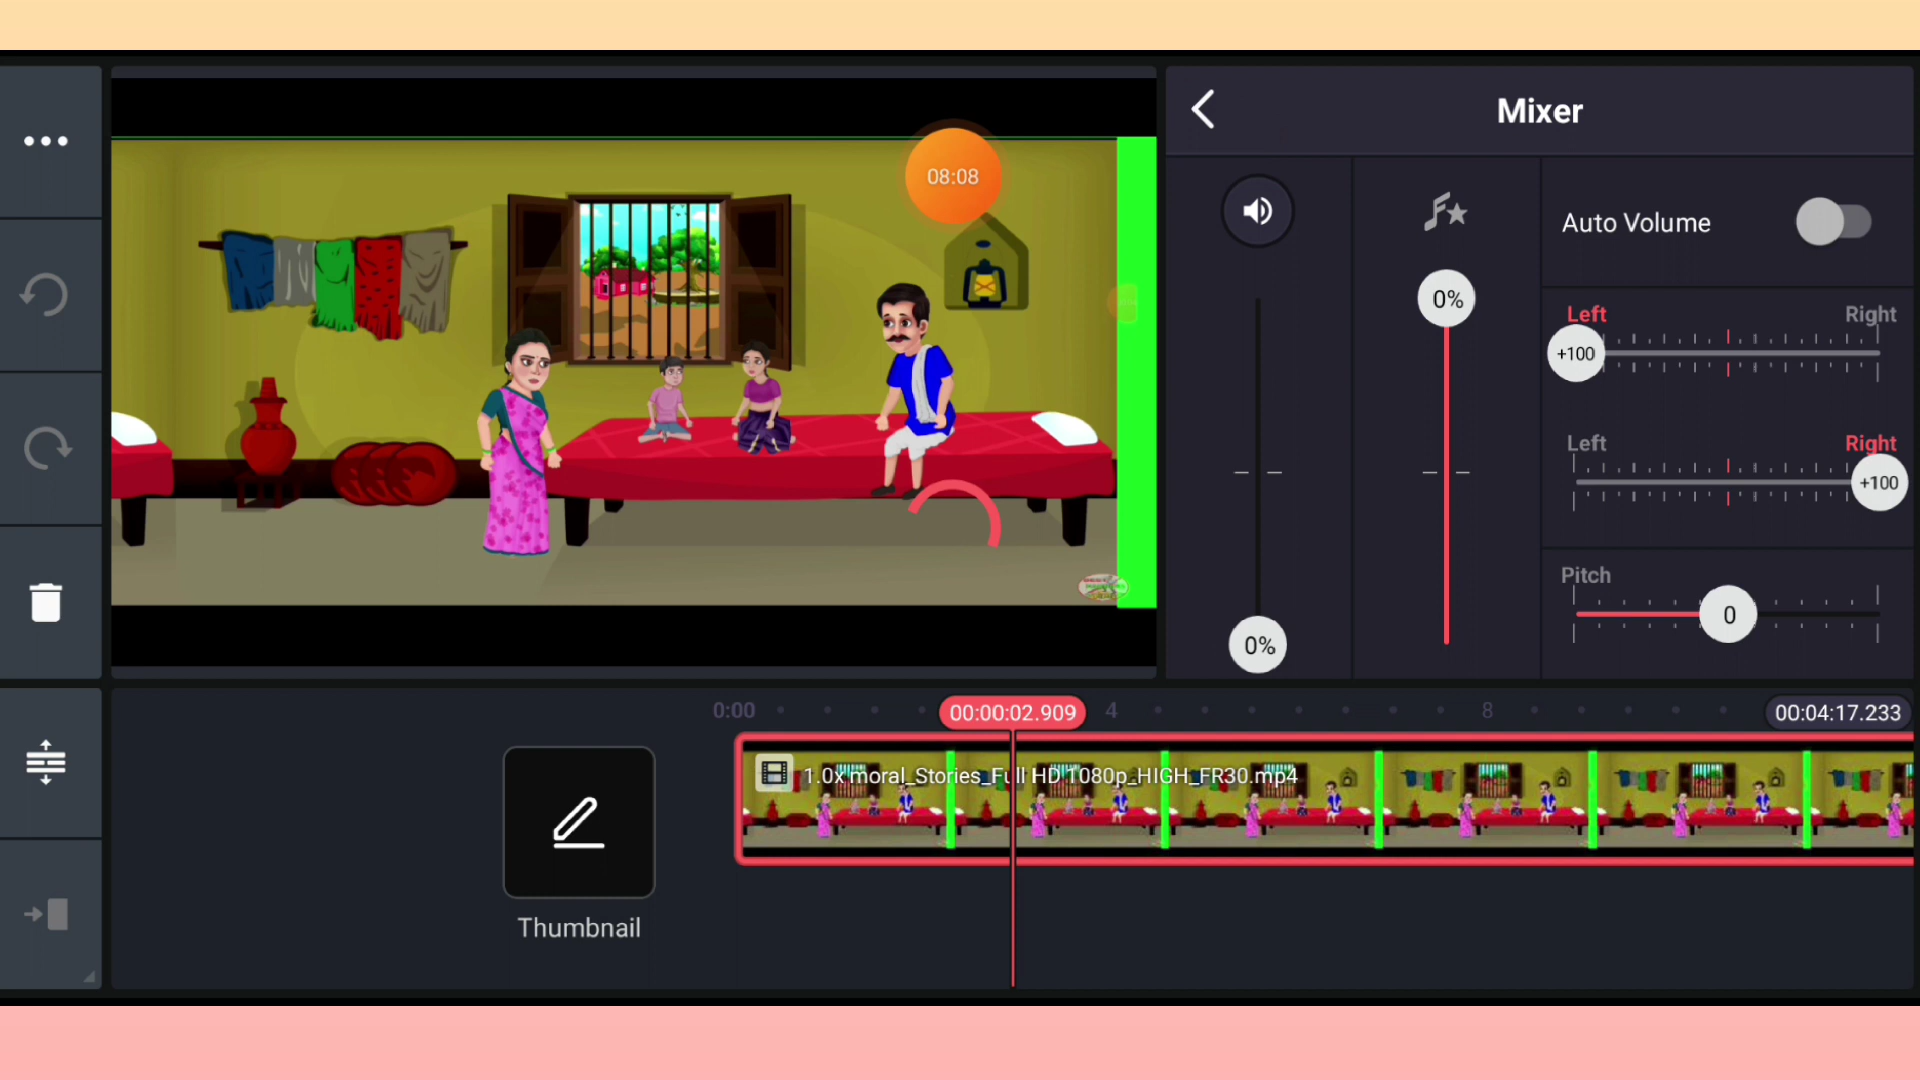 08:08
Mixer
Auto Volume
0%
Left
Right
+100
Left
Right
+100
Pitch
0
0%
0:00
00:00:02.909
4
8
00:04:17.233
1.0x moral_Stories_Full HD 1080p_HIGH_FR30.mp4
Thumbnail